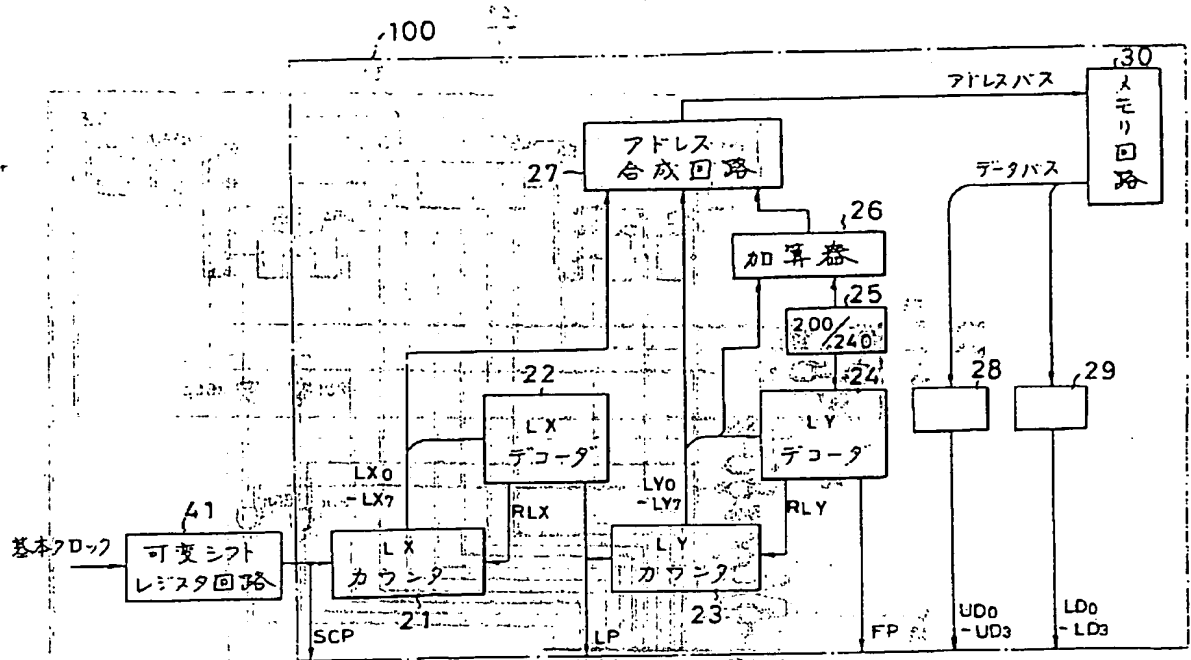 100
30
アドレスバス
メモリ回路
アドレス
合成回路
27
データバス
26
加算器
25
200/240
22
24
28
29
LX
デコーダ
LY
デコーダ
LX0
-LX7
RLX
LY0
-LY7
RLY
41
基本クロック
可変シフト
レジスタ回路
LX
カウンタ
21
LY
カウンタ
23
SCP
LP
FP
UD0
-UD3
LD0
-LD3